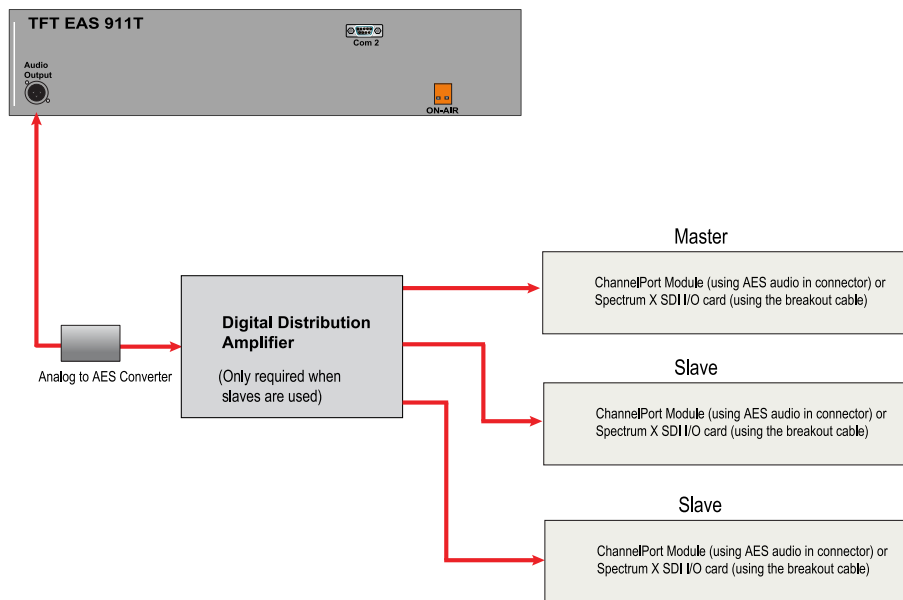 TFT EAS 911T
Com 2
Audio
Output
ON-AIR
Master
ChannelPort Module (using AES audio in connector) or
Spectrum X SDI I/O card (using the breakout cable)
Digital Distribution
Amplifier
(Only required when
slaves are used)
Analog to AES Converter
Slave
ChannelPort Module (using AES audio in connector) or
Spectrum X SDI I/O card (using the breakout cable)
Slave
ChannelPort Module (using AES audio in connector) or
Spectrum X SDI I/O card (using the breakout cable)